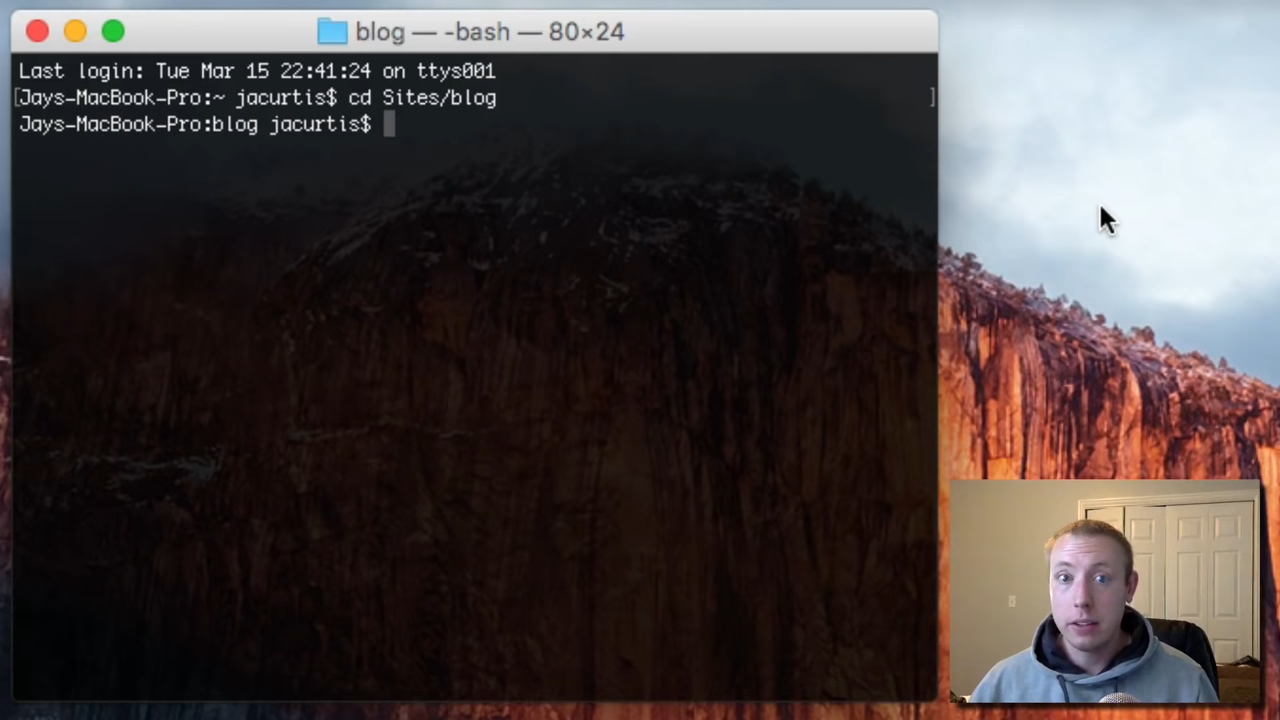 blog — -bash — 80×24
Last login: Tue Mar 15 22:41:24 on ttys001
[Jays-MacBook-Pro:~ jacurtis$ cd Sites/blog ]
Jays-MacBook-Pro:blog jacurtis$